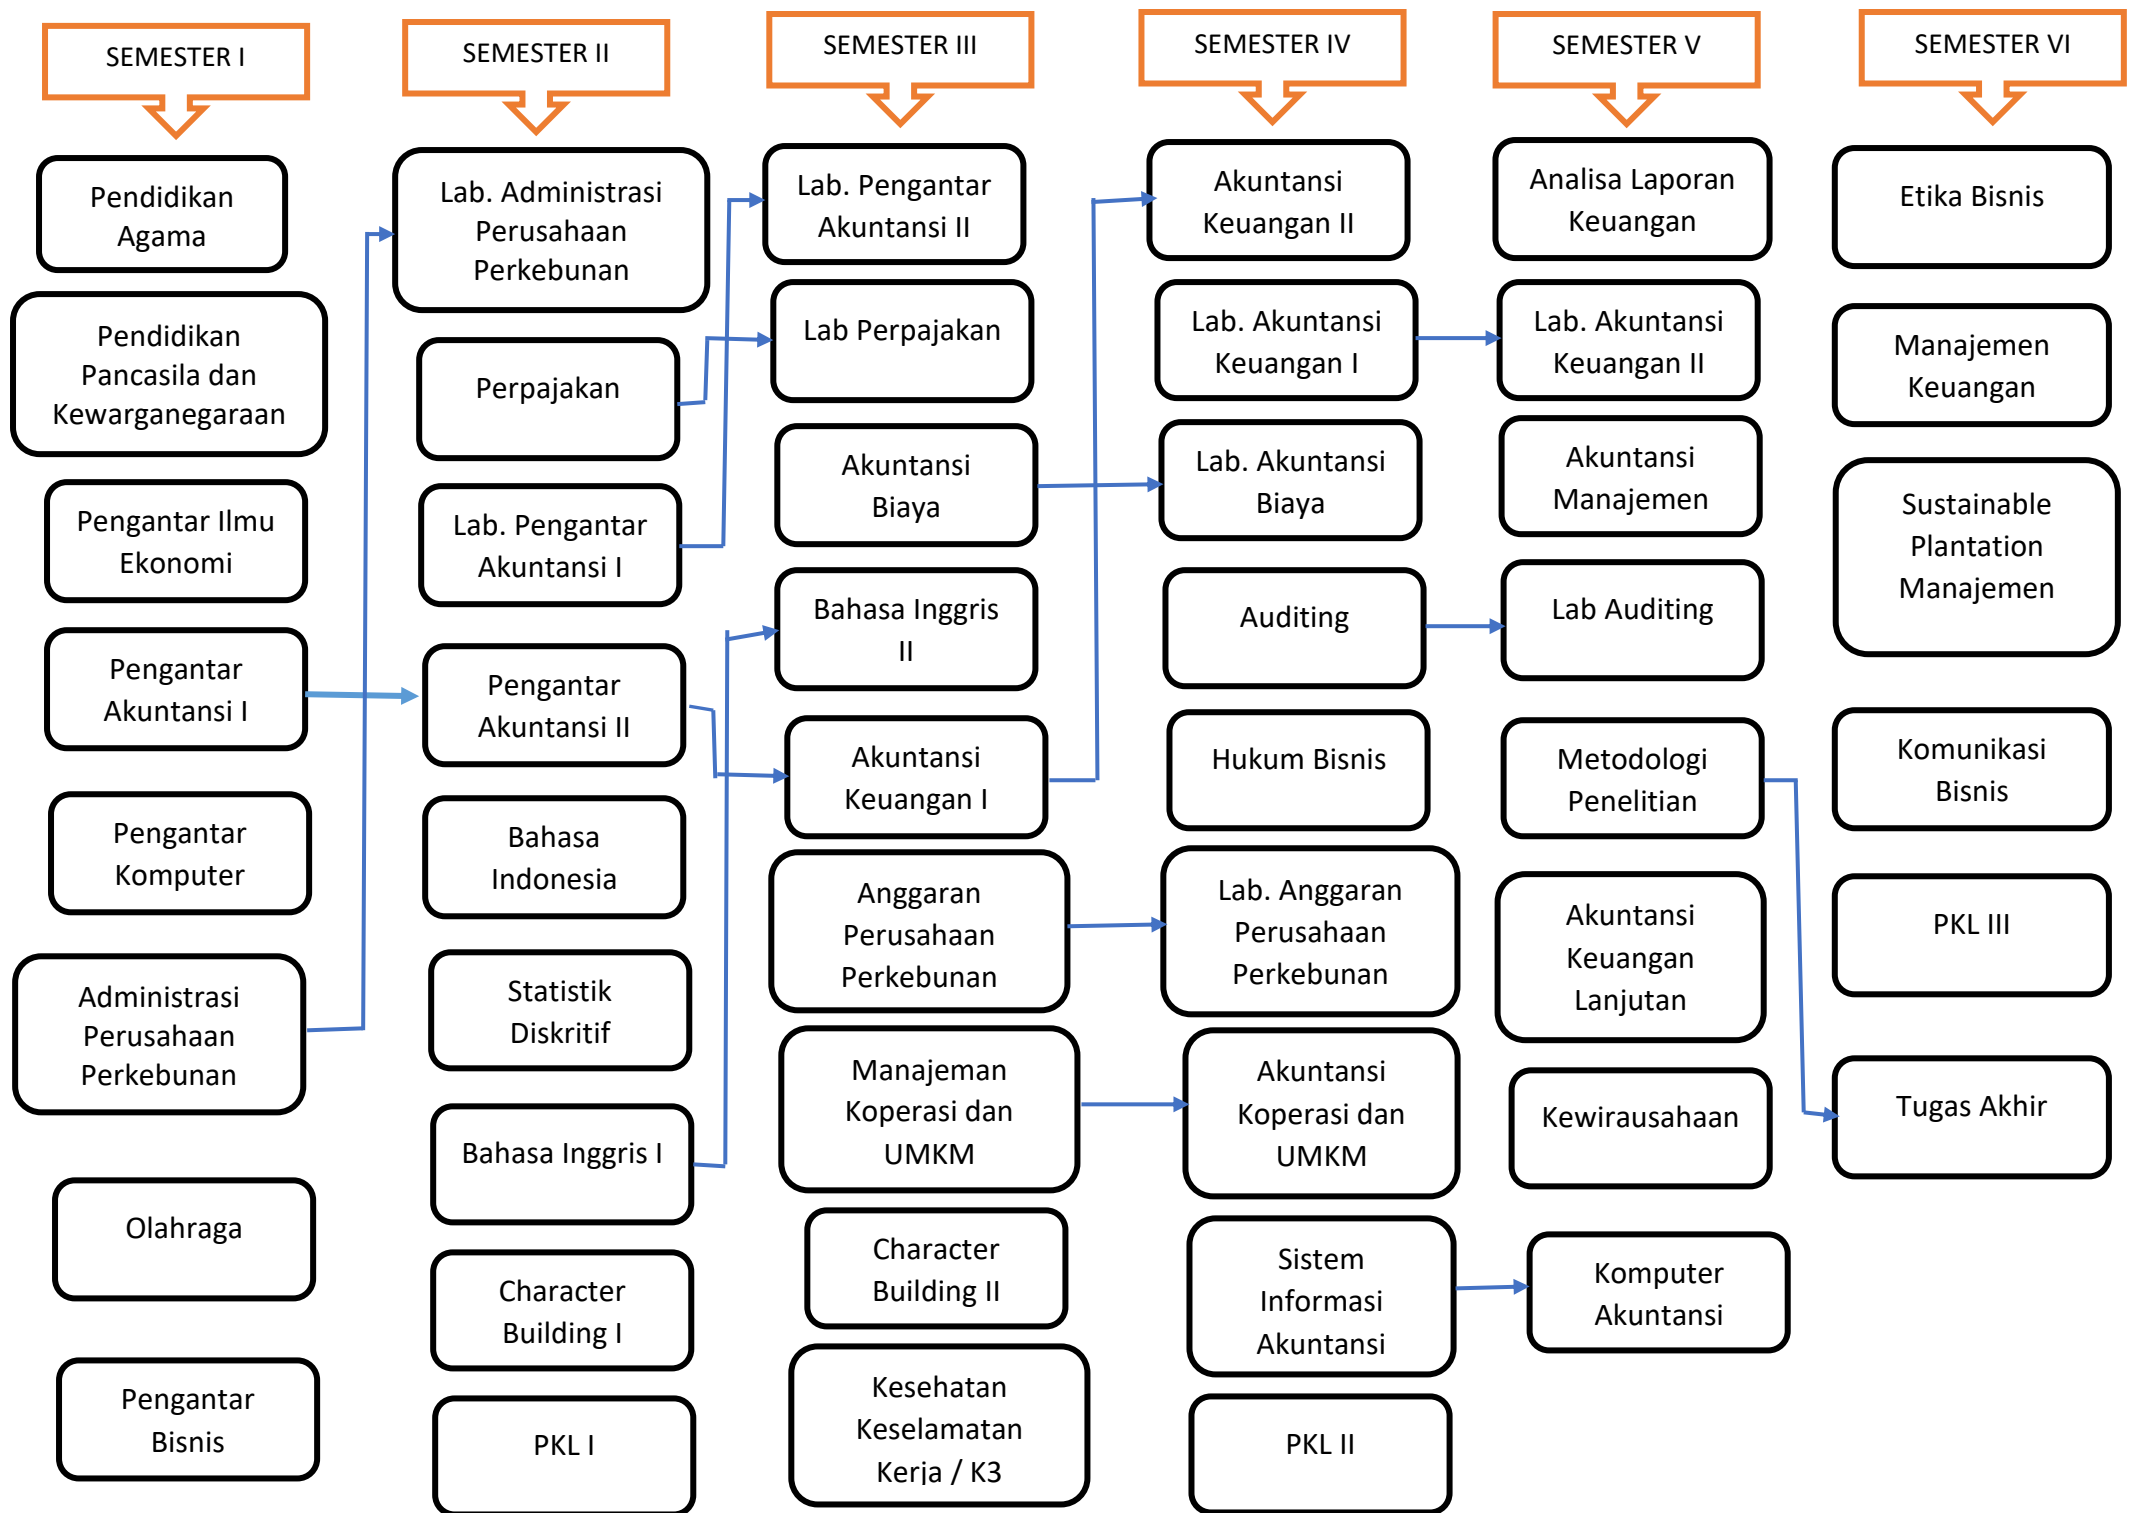 SEMESTER I
SEMESTER II
SEMESTER III
SEMESTER IV
SEMESTER V
SEMESTER VI
Pendidikan
Agama
Pendidikan
Pancasila dan
Kewarganegaraan
Pengantar Ilmu
Ekonomi
Pengantar
Akuntansi I
Pengantar
Komputer
Administrasi
Perusahaan
Perkebunan
Olahraga
Pengantar
Bisnis
Lab. Administrasi
Perusahaan
Perkebunan
Perpajakan
Lab. Pengantar
Akuntansi I
Pengantar
Akuntansi II
Bahasa
Indonesia
Statistik
Diskritif
Bahasa Inggris I
Character
Building I
PKL I
Lab. Pengantar
Akuntansi II
Lab Perpajakan
Akuntansi
Biaya
Bahasa Inggris
II
Akuntansi
Keuangan I
Anggaran
Perusahaan
Perkebunan
Manajeman
Koperasi dan
UMKM
Character
Building II
Kesehatan
Keselamatan
Kerja / K3
Akuntansi
Keuangan II
Lab. Akuntansi
Keuangan I
Lab. Akuntansi
Biaya
Auditing
Hukum Bisnis
Lab. Anggaran
Perusahaan
Perkebunan
Akuntansi
Koperasi dan
UMKM
Sistem
Informasi
Akuntansi
PKL II
Analisa Laporan
Keuangan
Lab. Akuntansi
Keuangan II
Akuntansi
Manajemen
Lab Auditing
Metodologi
Penelitian
Akuntansi
Keuangan
Lanjutan
Kewirausahaan
Komputer
Akuntansi
Etika Bisnis
Manajemen
Keuangan
Sustainable
Plantation
Manajemen
Komunikasi
Bisnis
PKL III
Tugas Akhir